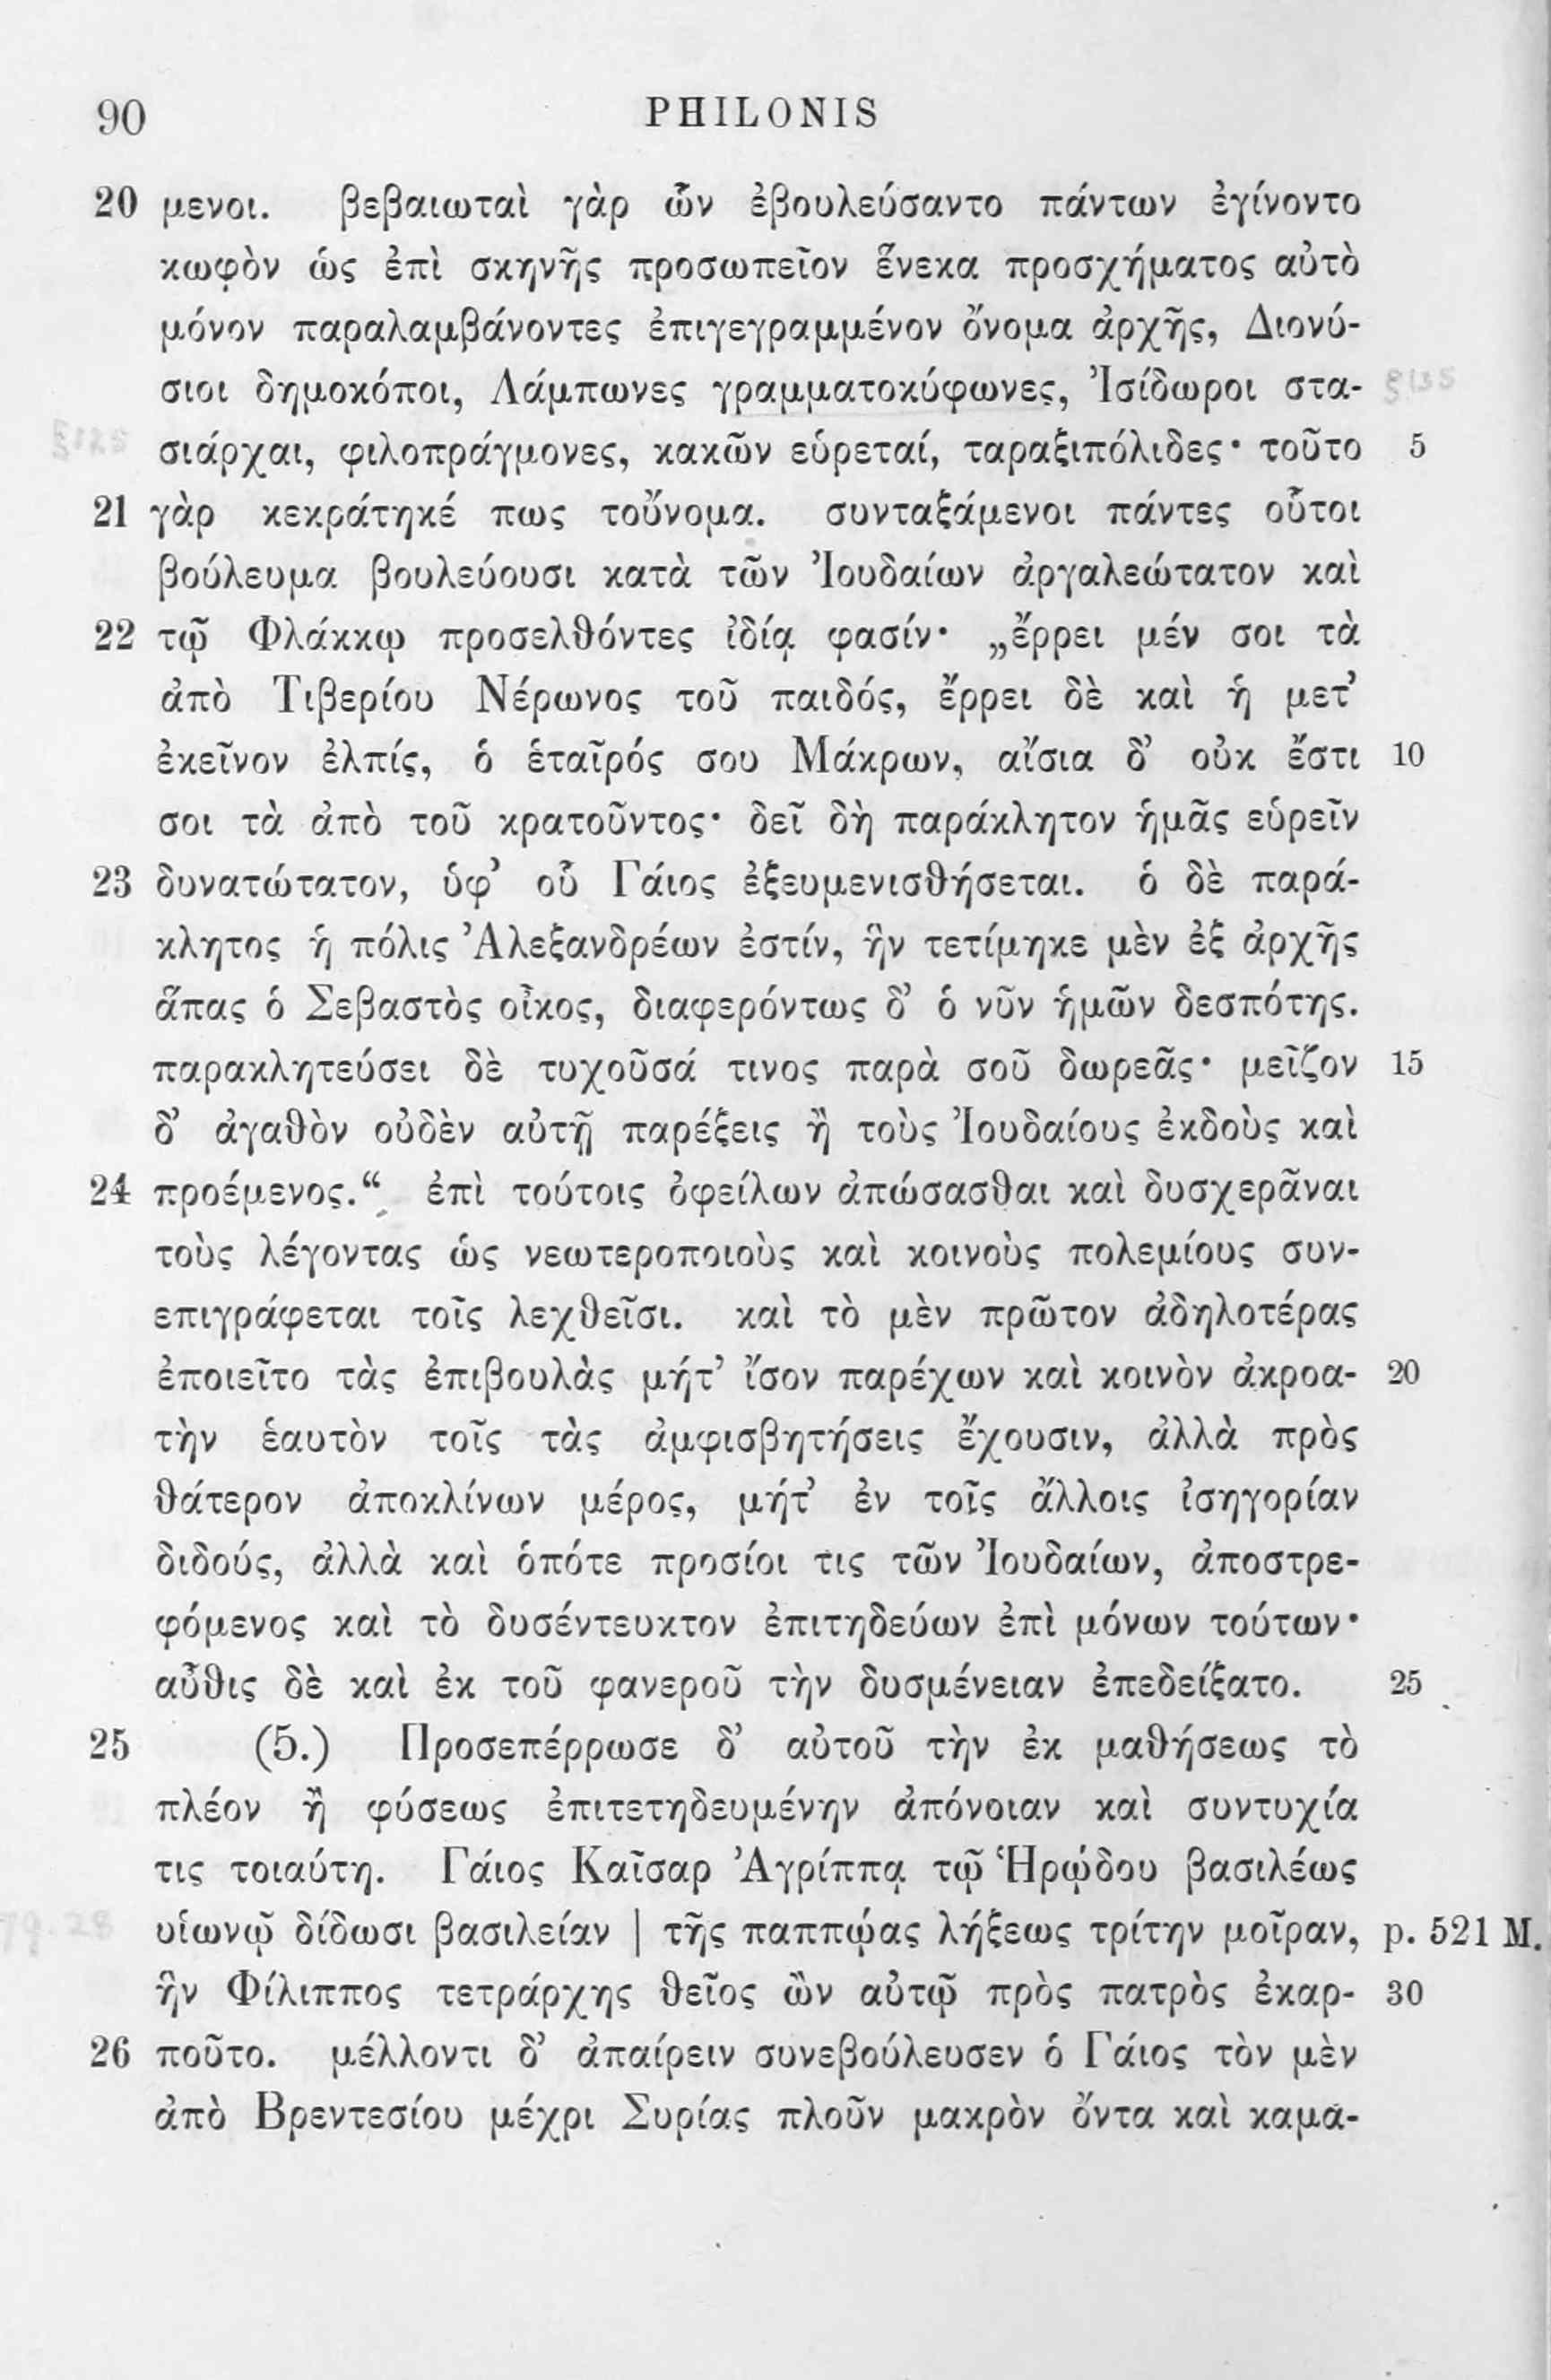 90 PHILONIS
20 μενοι. βεβαιωταὶ γὰρ ὧν ἐβουλεύσαντο πάντων ἐγίνοντο
κωφὸν ὡς ἐπὶ σκηνῆς προσωπεῖον ἕνεκα προσχήματος αὐτὸ
μόνον παραλαμβάνοντες ἐπιγεγραμμένον ὄνομα ἀρχῆς, Διονύ-
σιοι δημοκόποι, Λάμπωνες γραμματοκύφωνες, Ἰσίδωροι στα- §135
§125 σιάρχαι, φιλοπράγμονες, κακῶν εὑρεταί, ταραξιπόλιδες· τοῦτο 5
21 γὰρ κεκράτηκέ πως τοὔνομα. συνταξάμενοι πάντες οὗτοι
βούλευμα βουλεύουσι κατὰ τῶν Ἰουδαίων ἀργαλεώτατον καὶ
22 τῷ Φλάκκῳ προσελθόντες ἰδίᾳ φασίν· „ἔρρει μέν σοι τὰ
ἀπὸ Τιβερίου Νέρωνος τοῦ παιδός, ἔρρει δὲ καὶ ἡ μετ’
ἐκεῖνον ἐλπίς, ὁ ἑταῖρός σου Μάκρων, αἴσια δ’ οὐκ ἔστι 10
σοι τὰ ἀπὸ τοῦ κρατοῦντος· δεῖ δὴ παράκλητον ἡμᾶς εὑρεῖν
23 δυνατώτατον, ὑφ’ οὗ Γάιος ἐξευμενισθήσεται. ὁ δὲ παρά-
κλητος ἡ πόλις Ἀλεξανδρέων ἐστίν, ἣν τετίμηκε μὲν ἐξ ἀρχῆς
ἅπας ὁ Σεβαστὸς οἶκος, διαφερόντως δ’ ὁ νῦν ἡμῶν δεσπότης.
παρακλητεύσει δὲ τυχοῦσά τινος παρὰ σοῦ δωρεᾶς· μεῖζον 15
δ’ ἀγαθὸν οὐδὲν αὐτῇ παρέξεις ἢ τοὺς Ἰουδαίους ἐκδοὺς καὶ
24 προέμενος.“ ἐπὶ τούτοις ὀφείλων ἀπώσασθαι καὶ δυσχερᾶναι
τοὺς λέγοντας ὡς νεωτεροποιοὺς καὶ κοινοὺς πολεμίους συν-
επιγράφεται τοῖς λεχθεῖσι. καὶ τὸ μὲν πρῶτον ἀδηλοτέρας
ἐποιεῖτο τὰς ἐπιβουλὰς μήτ’ ἴσον παρέχων καὶ κοινὸν ἀκροα- 20
τὴν ἑαυτὸν τοῖς τὰς ἀμφισβητήσεις ἔχουσιν, ἀλλὰ πρὸς
θάτερον ἀποκλίνων μέρος, μήτ’ ἐν τοῖς ἄλλοις ἰσηγορίαν
διδούς, ἀλλὰ καὶ ὁπότε προσίοι τις τῶν Ἰουδαίων, ἀποστρε-
φόμενος καὶ τὸ δυσέντευκτον ἐπιτηδεύων ἐπὶ μόνων τούτων·
αὖθις δὲ καὶ ἐκ τοῦ φανεροῦ τὴν δυσμένειαν ἐπεδείξατο. 25
25 (5.) Προσεπέρρωσε δ’ αὐτοῦ τὴν ἐκ μαθήσεως τὸ
πλέον ἢ φύσεως ἐπιτετηδευμένην ἀπόνοιαν καὶ συντυχία
τις τοιαύτη. Γάιος Καῖσαρ Ἀγρίππᾳ τῷ Ἡρῴδου βασιλέως
υἱωνῷ δίδωσι βασιλείαν | τῆς παππῴας λήξεως τρίτην μοῖραν, p. 521 M.
ἣν Φίλιππος τετράρχης θεῖος ὢν αὐτῷ πρὸς πατρὸς ἐκαρ- 30
26 ποῦτο. μέλλοντι δ’ ἀπαίρειν συνεβούλευσεν ὁ Γάιος τὸν μὲν
ἀπὸ Βρεντεσίου μέχρι Συρίας πλοῦν μακρὸν ὄντα καὶ καμα-